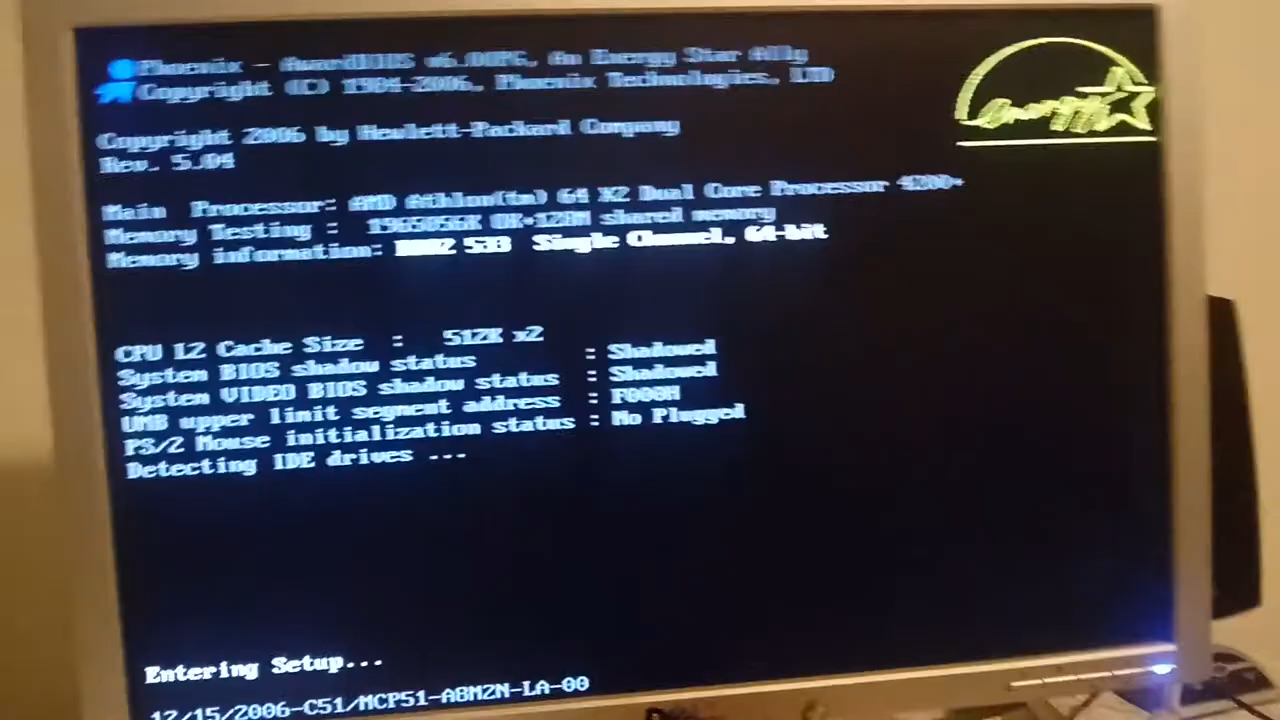 Phoenix - AwardBIOS v6.00PG, An Energy Star Ally
Copyright (C) 1984-2006, Phoenix Technologies, LTD
Copyright 2006 by Hewlett-Packard Company
Rev. 5.04
Main Processor: AMD Athlon(tm) 64 X2 Dual Core Processor 4200+
Memory Testing : 1965056K OK+128M shared memory
Memory information: DDR2 533 Single Channel, 64-bit
CPU L2 Cache Size : 512K x2
System BIOS shadow status : Shadowed
System VIDEO BIOS shadow status : Shadowed
UMB upper limit segment address : F000H
PS/2 Mouse initialization status : No Plugged
Detecting IDE drives ...
Entering Setup...
12/15/2006-C51/MCP51-A8M2N-LA-00